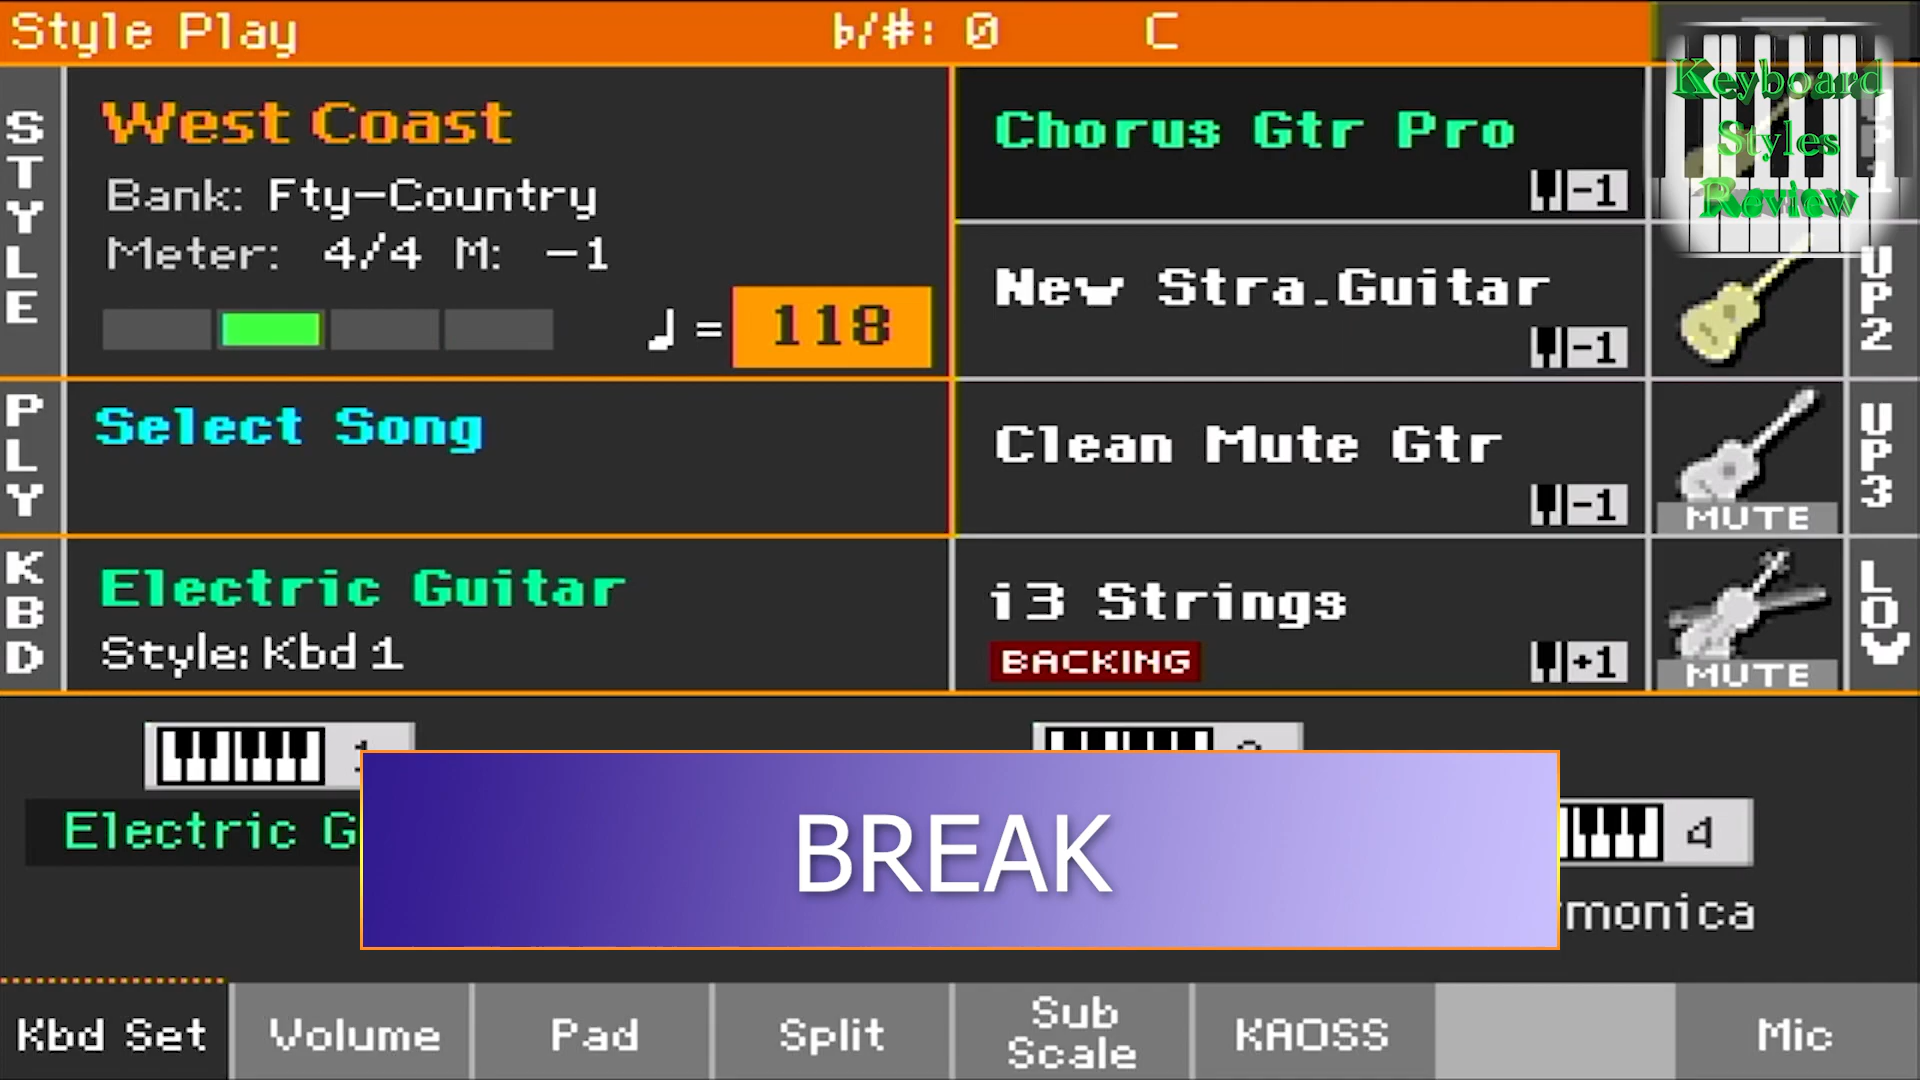 Style Play ♭/#: 0 C
Keyboard
Styles
Review
STYLE
West Coast
Bank: Fty-Country
Meter: 4/4 M: -1
♩ = 118
PLY
Select Song
KBD
Electric Guitar
Style: Kbd 1
Chorus Gtr Pro
-1
New Stra.Guitar
-1
UP2
Clean Mute Gtr
-1
MUTE
UP3
i3 Strings
BACKING
+1
MUTE
LOW
Electric G
BREAK
4
rmonica
Kbd Set
Volume
Pad
Split
Sub
Scale
KAOSS
Mic